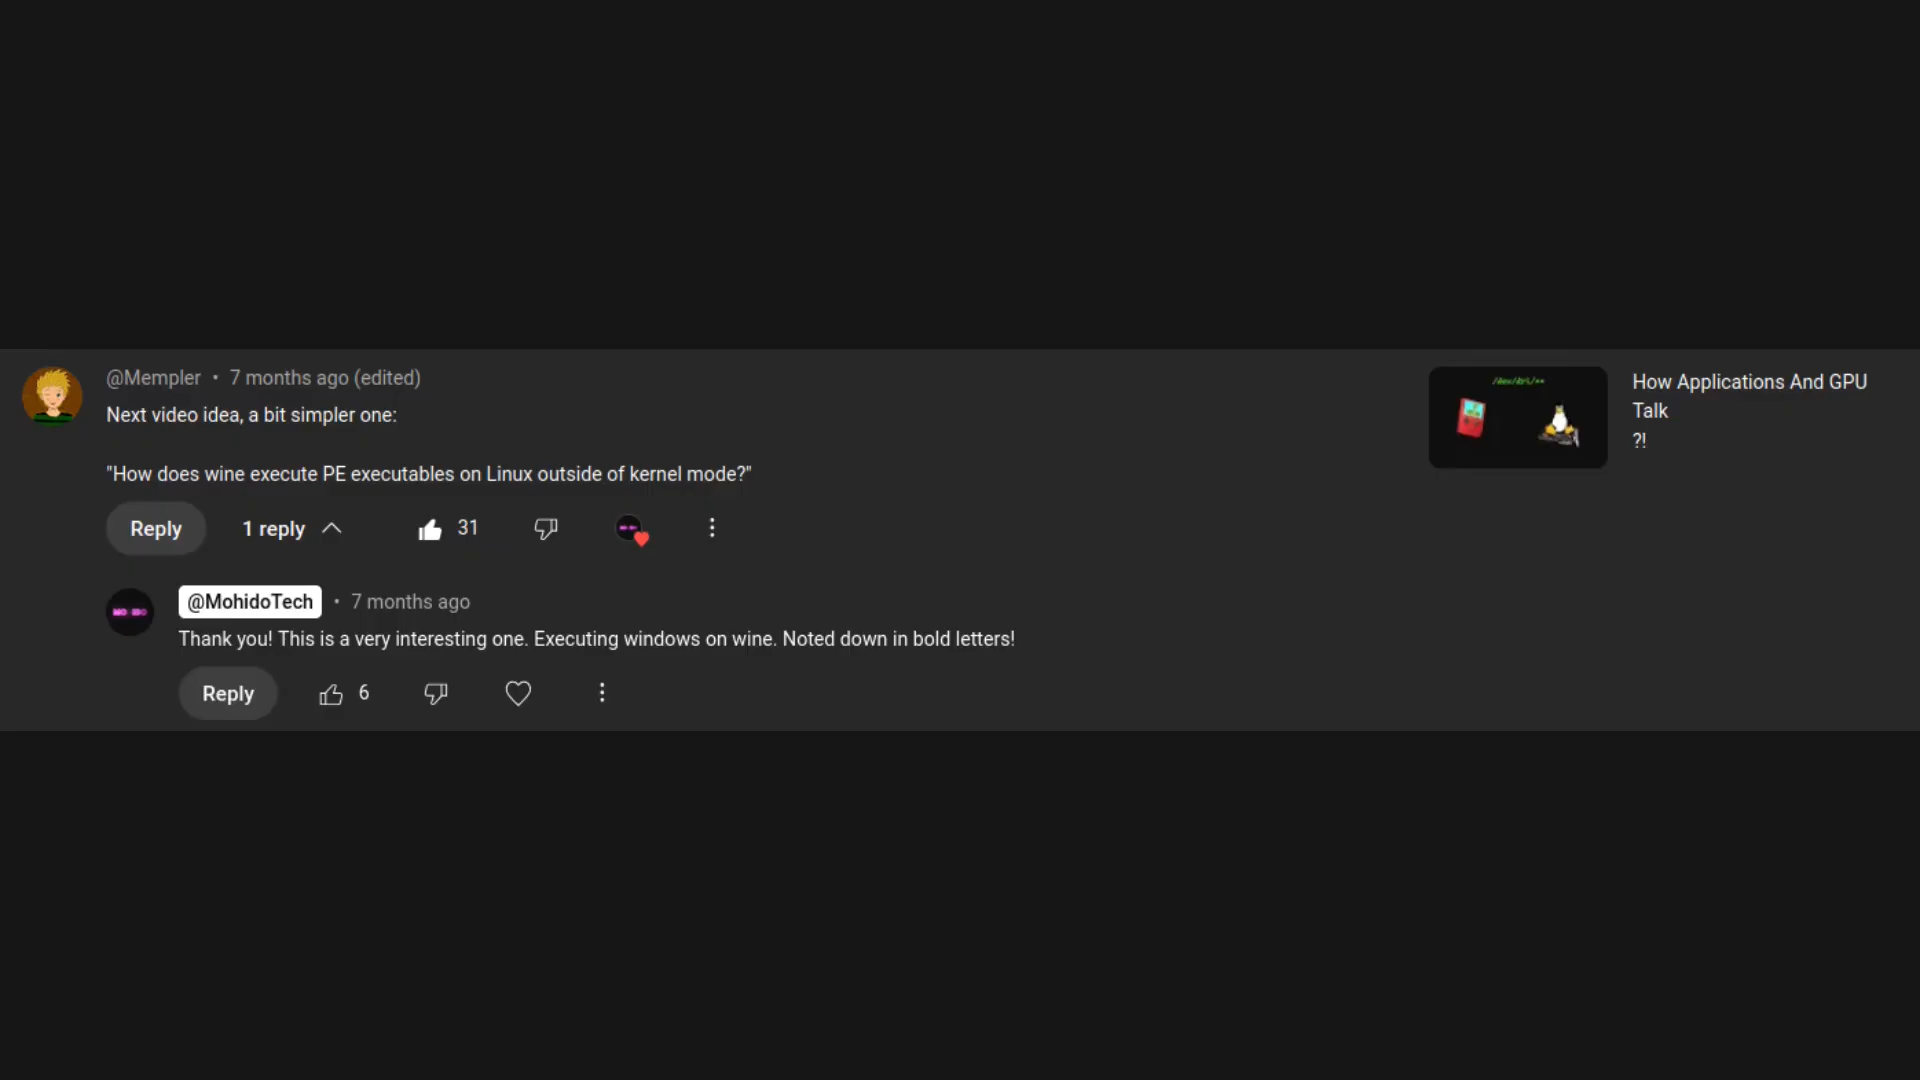 @Mempler • 7 months ago (edited)
Next video idea, a bit simpler one:
"How does wine execute PE executables on Linux outside of kernel mode?"
Reply 1 reply 31
@MohidoTech • 7 months ago
Thank you! This is a very interesting one. Executing windows on wine. Noted down in bold letters!
Reply 6
How Applications And GPU
Talk
?!